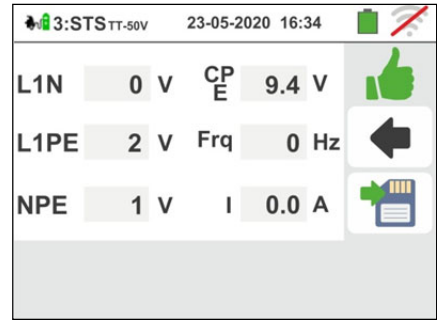 3:STS TT-50V 23-05-2020 16:34
L1N 0 V CP E 9.4 V
L1PE 2 V Frq 0 Hz
NPE 1 V I 0.0 A